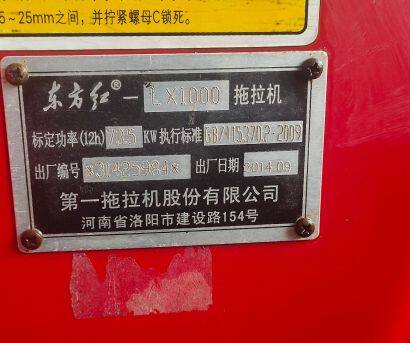 5~25mm之间，并拧紧螺母C锁死。
东方红®-LX1000 拖拉机
标定功率(12h) 73.5 KW 执行标准 GB/T15370.2-2009
出厂编号 *31425984* 出厂日期 2014.09
第一拖拉机股份有限公司
河南省洛阳市建设路154号